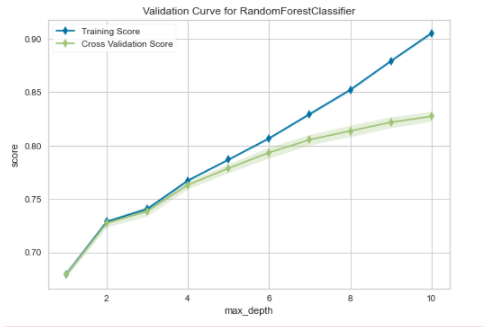 Validation Curve for RandomForestClassifier
Training Score
Cross Validation Score
0.90
0.85
0.80
0.75
0.70
score
2 4 6 8 10
max_depth